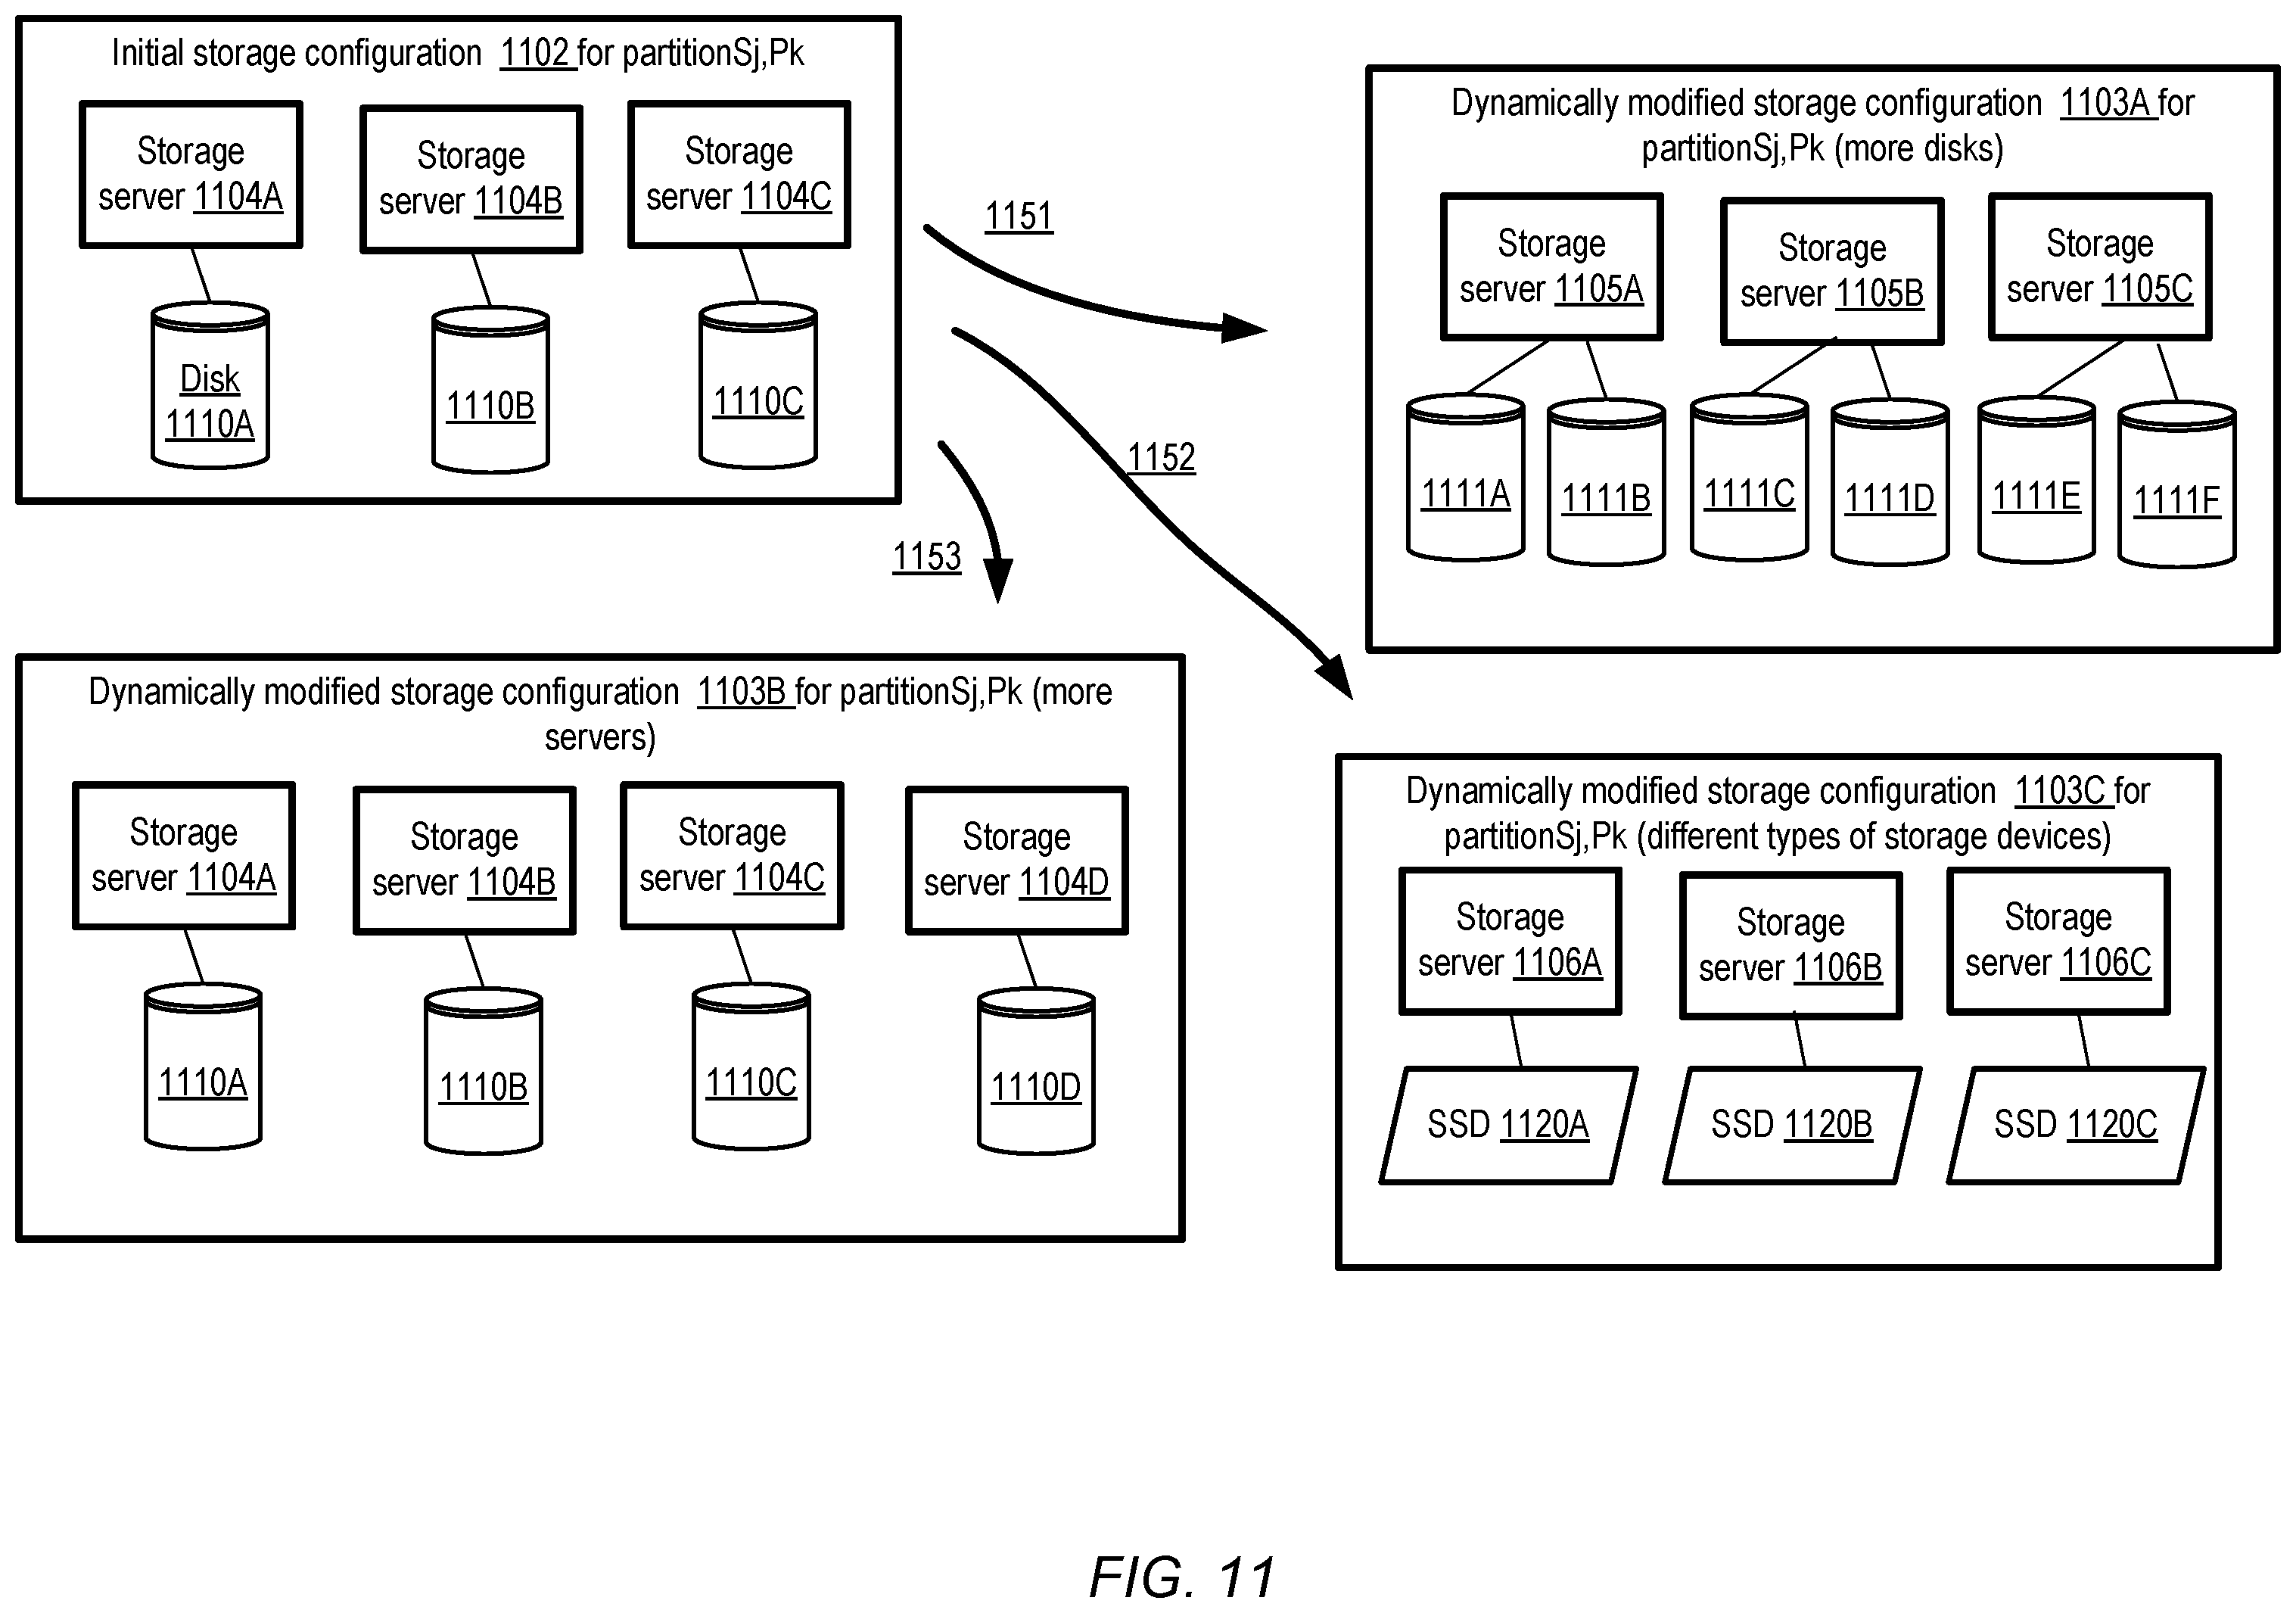 Initial storage configuration 1102 for partitionSj,Pk
Storage
server 1104A
Storage
server 1104B
Storage
server 1104C
Disk
1110A
1110B
1110C
1151
1152
1153
Dynamically modified storage configuration 1103A for
partitionSj,Pk (more disks)
Storage
server 1105A
Storage
server 1105B
Storage
server 1105C
1111A
1111B
1111C
1111D
1111E
1111F
Dynamically modified storage configuration 1103B for partitionSj,Pk (more
servers)
Storage
server 1104A
Storage
server 1104B
Storage
server 1104C
Storage
server 1104D
1110A
1110B
1110C
1110D
Dynamically modified storage configuration 1103C for
partitionSj,Pk (different types of storage devices)
Storage
server 1106A
Storage
server 1106B
Storage
server 1106C
SSD 1120A
SSD 1120B
SSD 1120C
FIG. 11